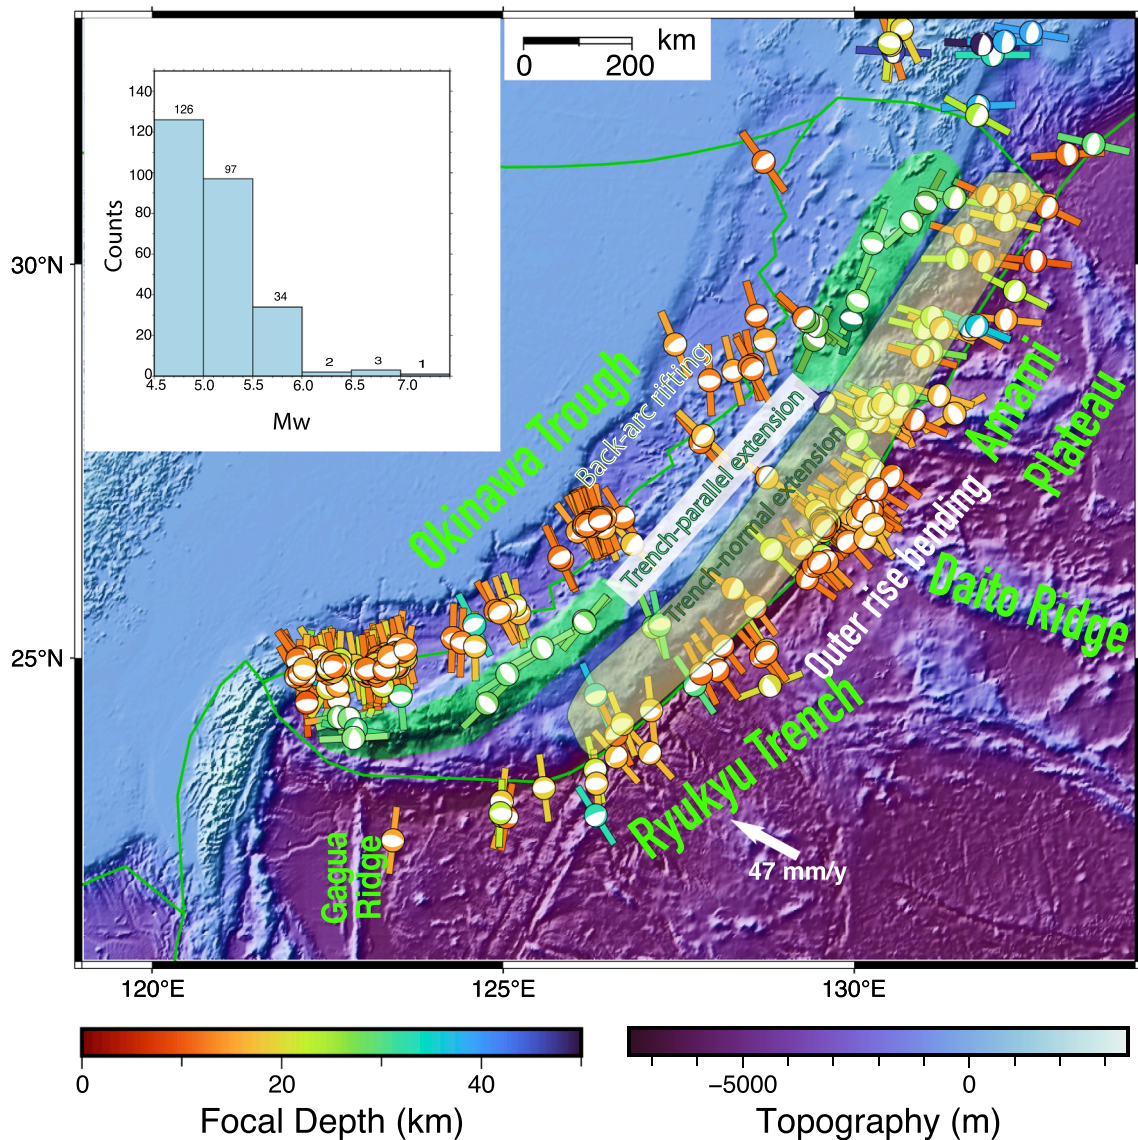 km
0 200
140
120
100
80
60
40
20
0
126
97
34
2
3
1
4.5 5.0 5.5 6.0 6.5 7.0
Counts
Mw
30°N
25°N
120°E 125°E 130°E
Okinawa Trough
Back-arc rifting
Trench-parallel extension
Trench-normal extension
Outer rise bending
Amami
Plateau
Daito Ridge
Ryukyu Trench
Gagua
Ridge
47 mm/y
0 20 40
Focal Depth (km)
−5000 0
Topography (m)